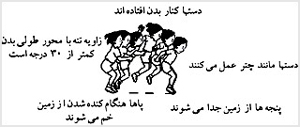 دستها کنار بدن افتاده اند
زاویه تنه با محور طولی بدن
کمتر از ۳۰ درجه است
دستها مانند چتر عمل می کنند
پاها هنگام کنده شدن از زمین
خم می شوند
پنجه ها از زمین جدا می شوند